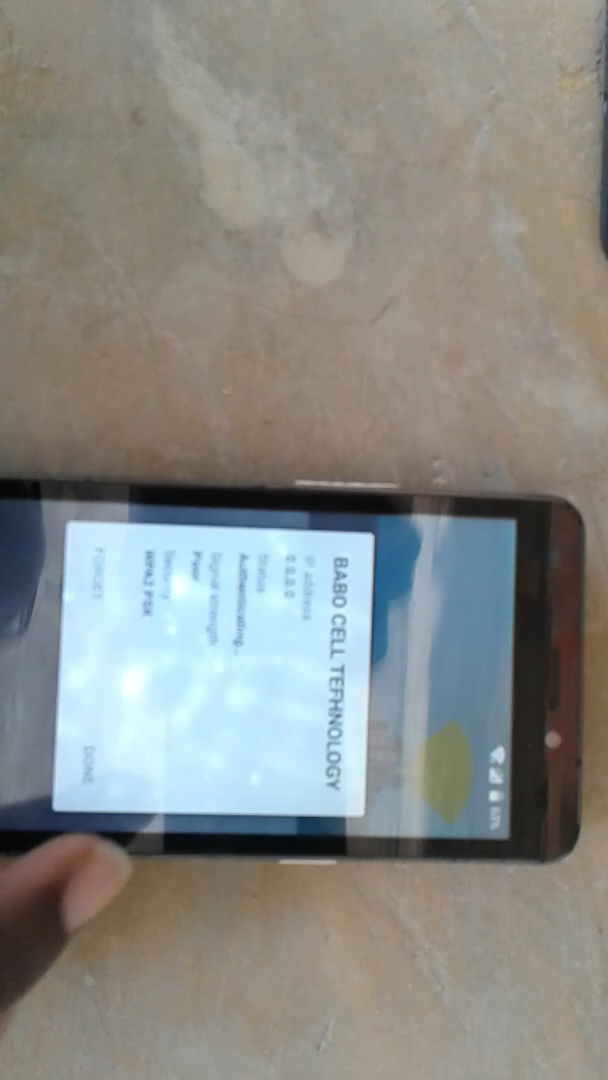 63%
BABO CELL TEFHNOLOGY
IP address
0.0.0.0
Status
Authenticating...
Signal strength
Poor
Security
WPA2 PSK
FORGET
DONE